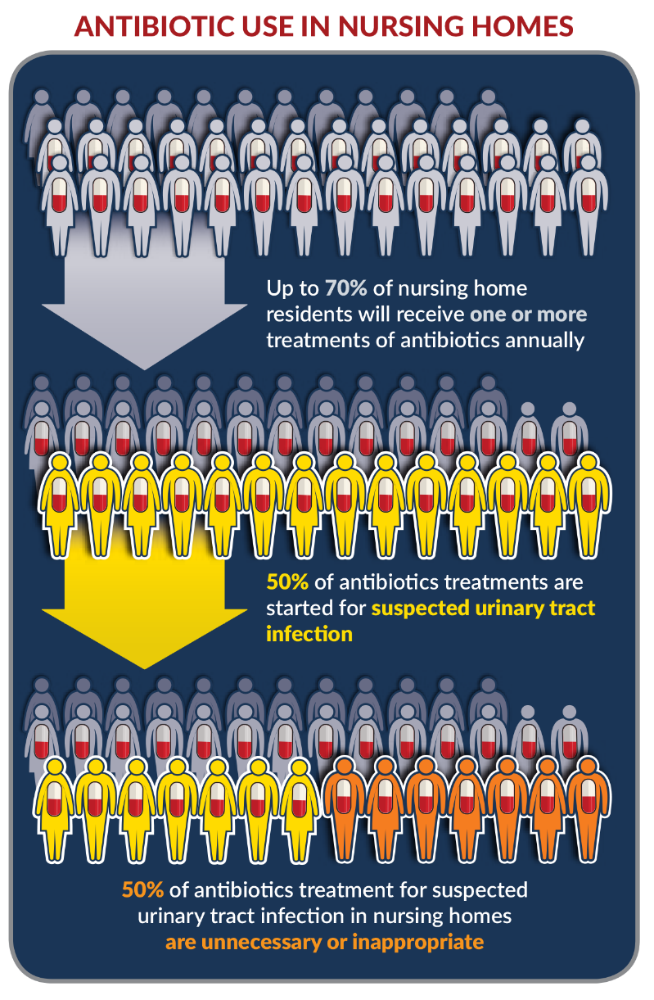 ANTIBIOTIC USE IN NURSING HOMES
Up to 70% of nursing home
residents will receive one or more
treatments of antibiotics annually
50% of antibiotics treatments are
started for suspected urinary tract
infection
50% of antibiotics treatment for suspected
urinary tract infection in nursing homes
are unnecessary or inappropriate